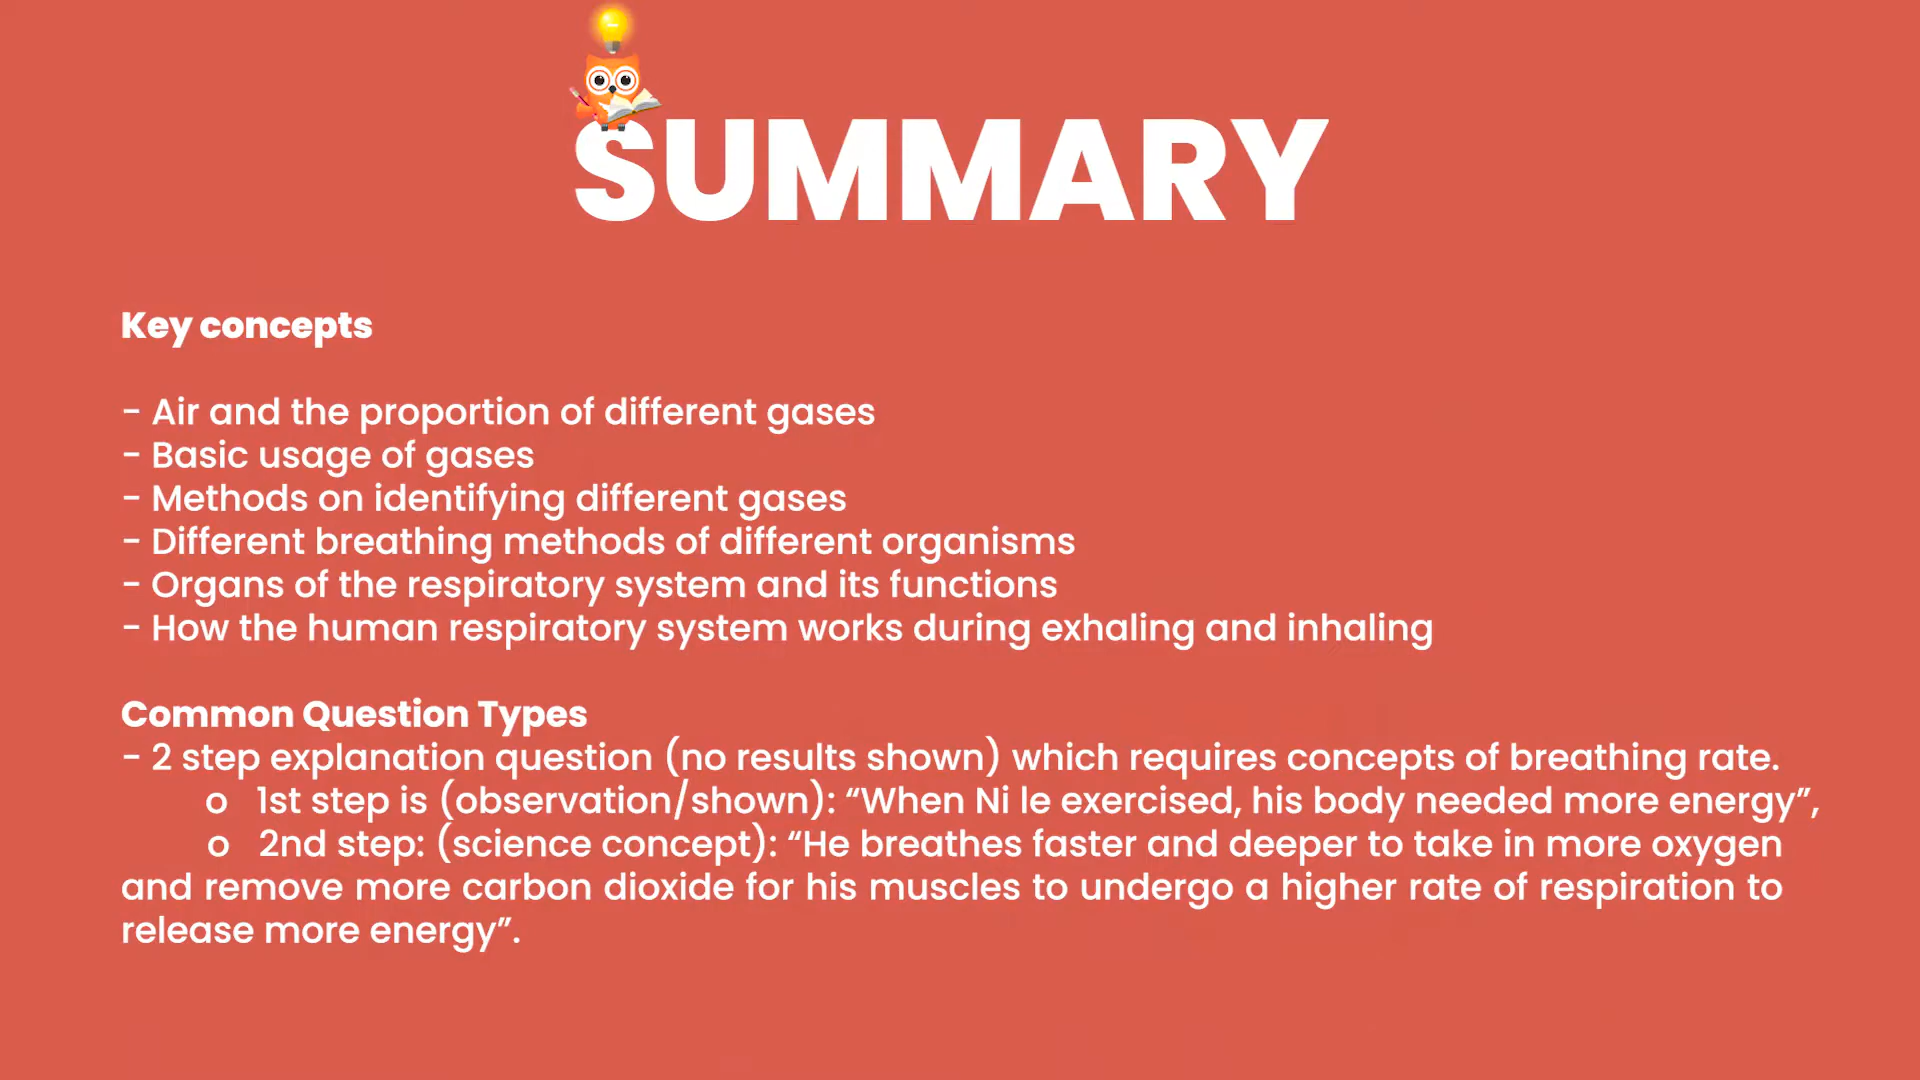 SUMMARY
Key concepts
- Air and the proportion of different gases
- Basic usage of gases
- Methods on identifying different gases
- Different breathing methods of different organisms
- Organs of the respiratory system and its functions
- How the human respiratory system works during exhaling and inhaling
Common Question Types
- 2 step explanation question (no results shown) which requires concepts of breathing rate.
o 1st step is (observation/shown): “When Ni le exercised, his body needed more energy”,
o 2nd step: (science concept): “He breathes faster and deeper to take in more oxygen
and remove more carbon dioxide for his muscles to undergo a higher rate of respiration to
release more energy”.